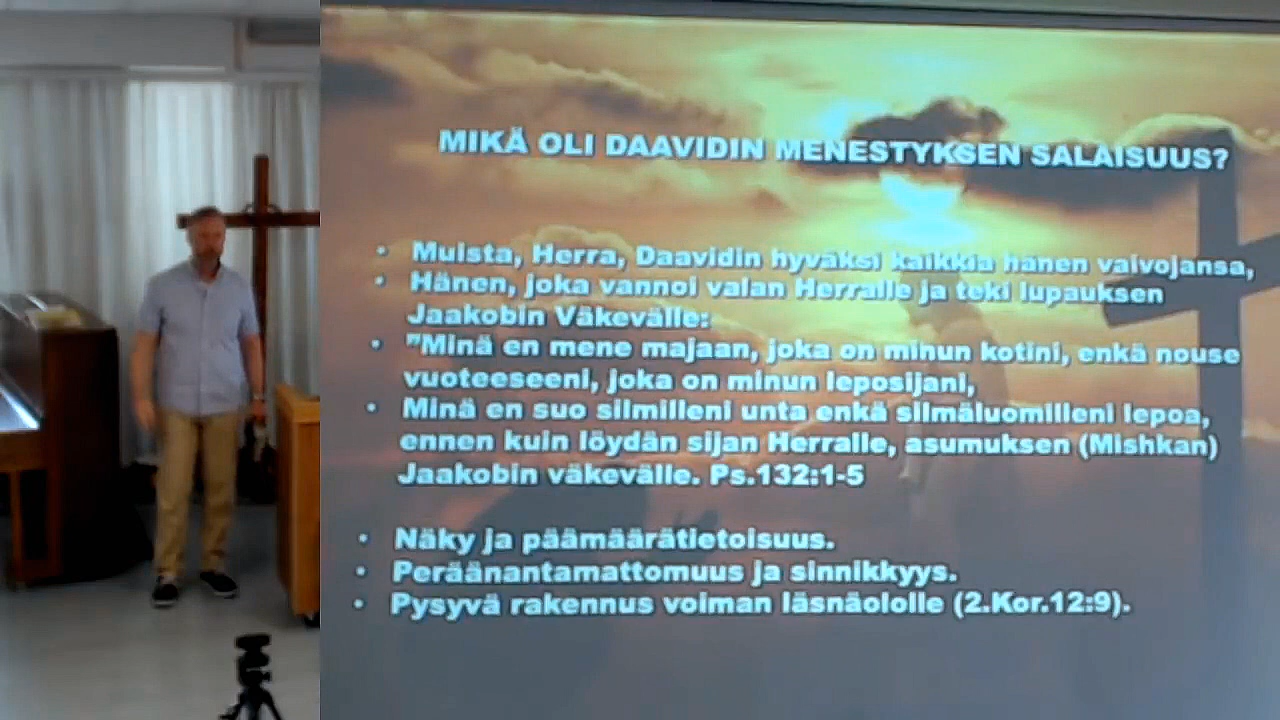 MIKÄ OLI DAAVIDIN MENESTYKSEN SALAISUUS?
• Muista, Herra, Daavidin hyväksi kaikkia hänen vaivojansa,
• Hänen, joka vannoi valan Herralle ja teki lupauksen
Jaakobin Väkevälle:
• "Minä en mene majaan, joka on minun kotini, enkä nouse
vuoteeseeni, joka on minun leposijani,
• Minä en suo silmilleni unta enkä silmäluomilleni lepoa,
ennen kuin löydän sijan Herralle, asumuksen (Mishkan)
Jaakobin väkevälle. Ps.132:1-5
• Näky ja päämäärätietoisuus.
• Peräänantamattomuus ja sinnikkyys.
• Pysyvä rakennus voiman läsnäololle (2.Kor.12:9).